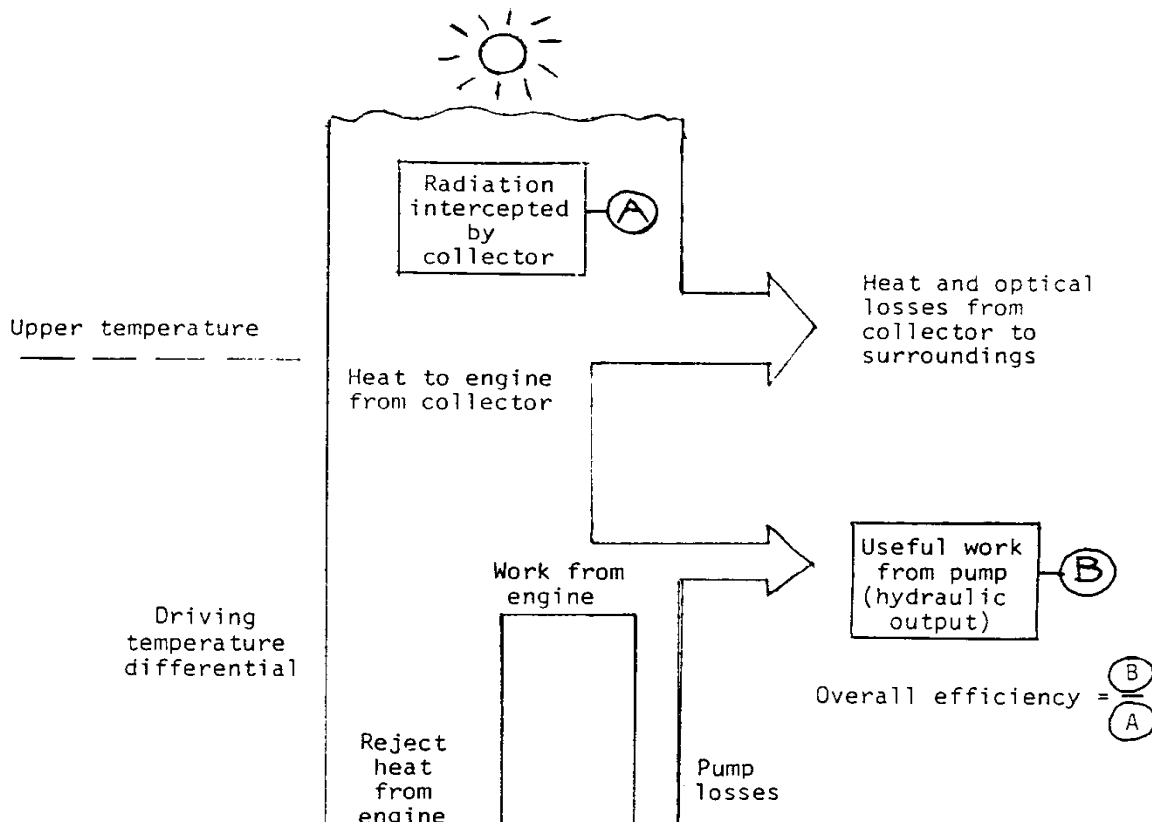 Radiation
intercepted
by
collector
A
Heat and optical
losses from
collector to
surroundings
Upper temperature
Heat to engine
from collector
Useful work
from pump
(hydraulic
output)
B
Work from
engine
Driving
temperature
differential
Overall efficiency = B
A
Reject
heat
from
engine
Pump
losses